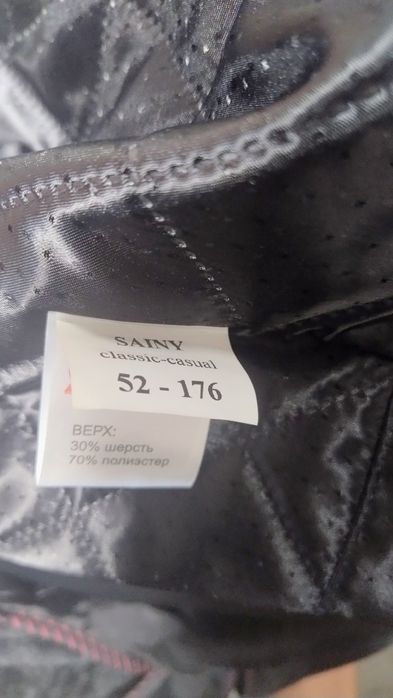 SAINY
classic-casual
52 - 176
ВЕРХ:
30% шерсть
70% полиэстер